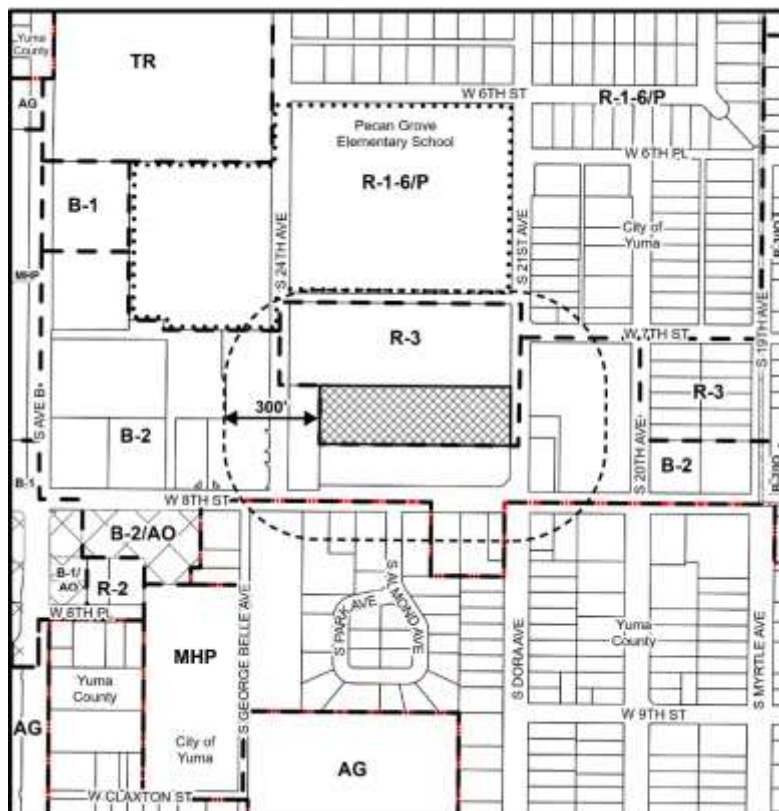 Yuma
County
TR
AG
W 6TH ST
R-1-6/P
Pecan Grove
Elementary School
R-1-6/P
W 6TH PL
B-1
S 24TH AVE
S 21ST AVE
City of
Yuma
MHP
S 19TH AVE
R-3
W 7TH ST
300'
R-3
S AVE B
B-2
S 20TH AVE
B-2
B-1
W 8TH ST
B-2/AO
B-1/
AO
R-2
W 8TH PL
S GEORGE BELLE AVE
S PARK AVE
S ALMOND AVE
S DORA AVE
Yuma
County
S MYRTLE AVE
MHP
Yuma
County
AG
City of
Yuma
W 9TH ST
AG
W CLAXTON ST